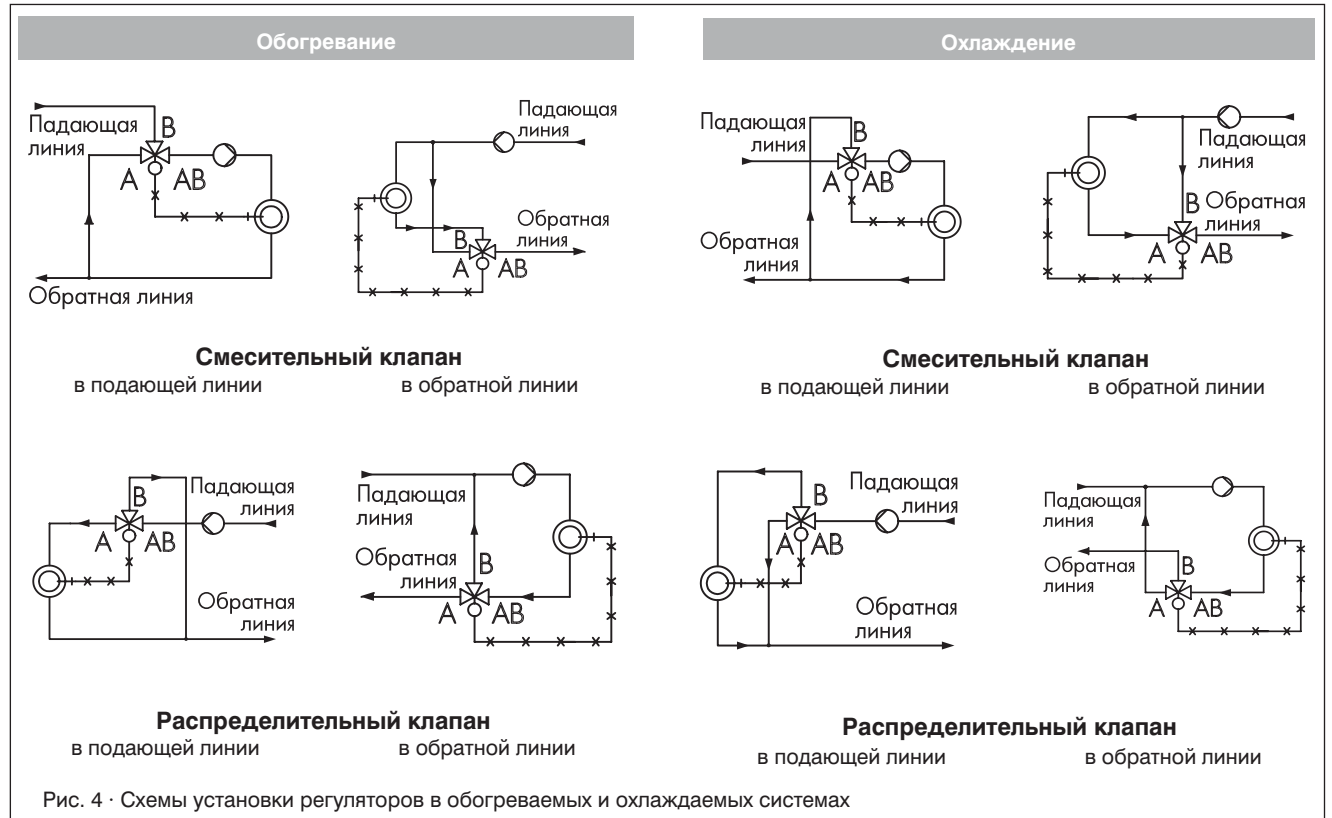 Обогревание
Охлаждение
Падающая
линия
B
A
AB
Обратная линия
Падающая
линия
Обратная
линия
B
A
AB
Падающая
линия
B
A
AB
Обратная
линия
Падающая
линия
B
Обратная
линия
A
AB
Смесительный клапан
в подающей линии
в обратной линии
Смесительный клапан
в подающей линии
в обратной линии
B
Падающая
линия
A
AB
Обратная
линия
Падающая
линия
Обратная
линия
B
A
AB
B
Падающая
линия
A
AB
Обратная
линия
Падающая
линия
Обратная
линия
B
A
AB
Распределительный клапан
в подающей линии
в обратной линии
Распределительный клапан
в подающей линии
в обратной линии
Рис. 4 · Схемы установки регуляторов в обогреваемых и охлаждаемых системах